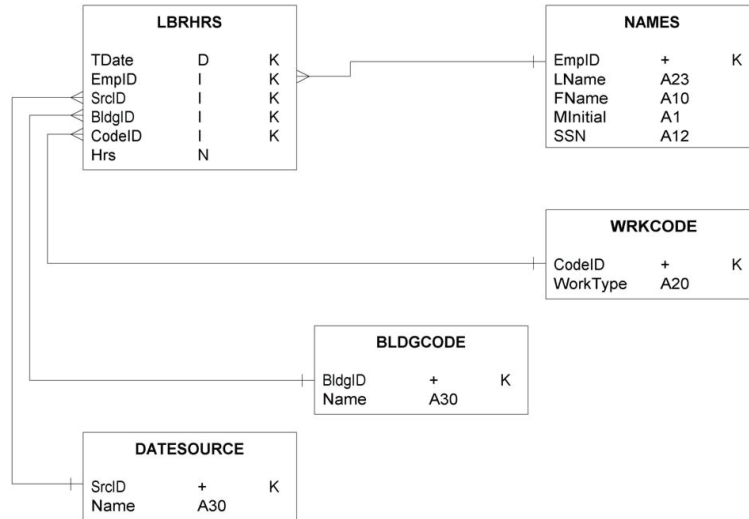 LBRHRS
TDate D K
EmpID I K
SrcID I K
BldgID I K
CodeID I K
Hrs N
NAMES
EmpID + K
LName A23
FName A10
MInitial A1
SSN A12
WRKCODE
CodeID + K
WorkType A20
BLDGCODE
BldgID + K
Name A30
DATESOURCE
SrcID + K
Name A30